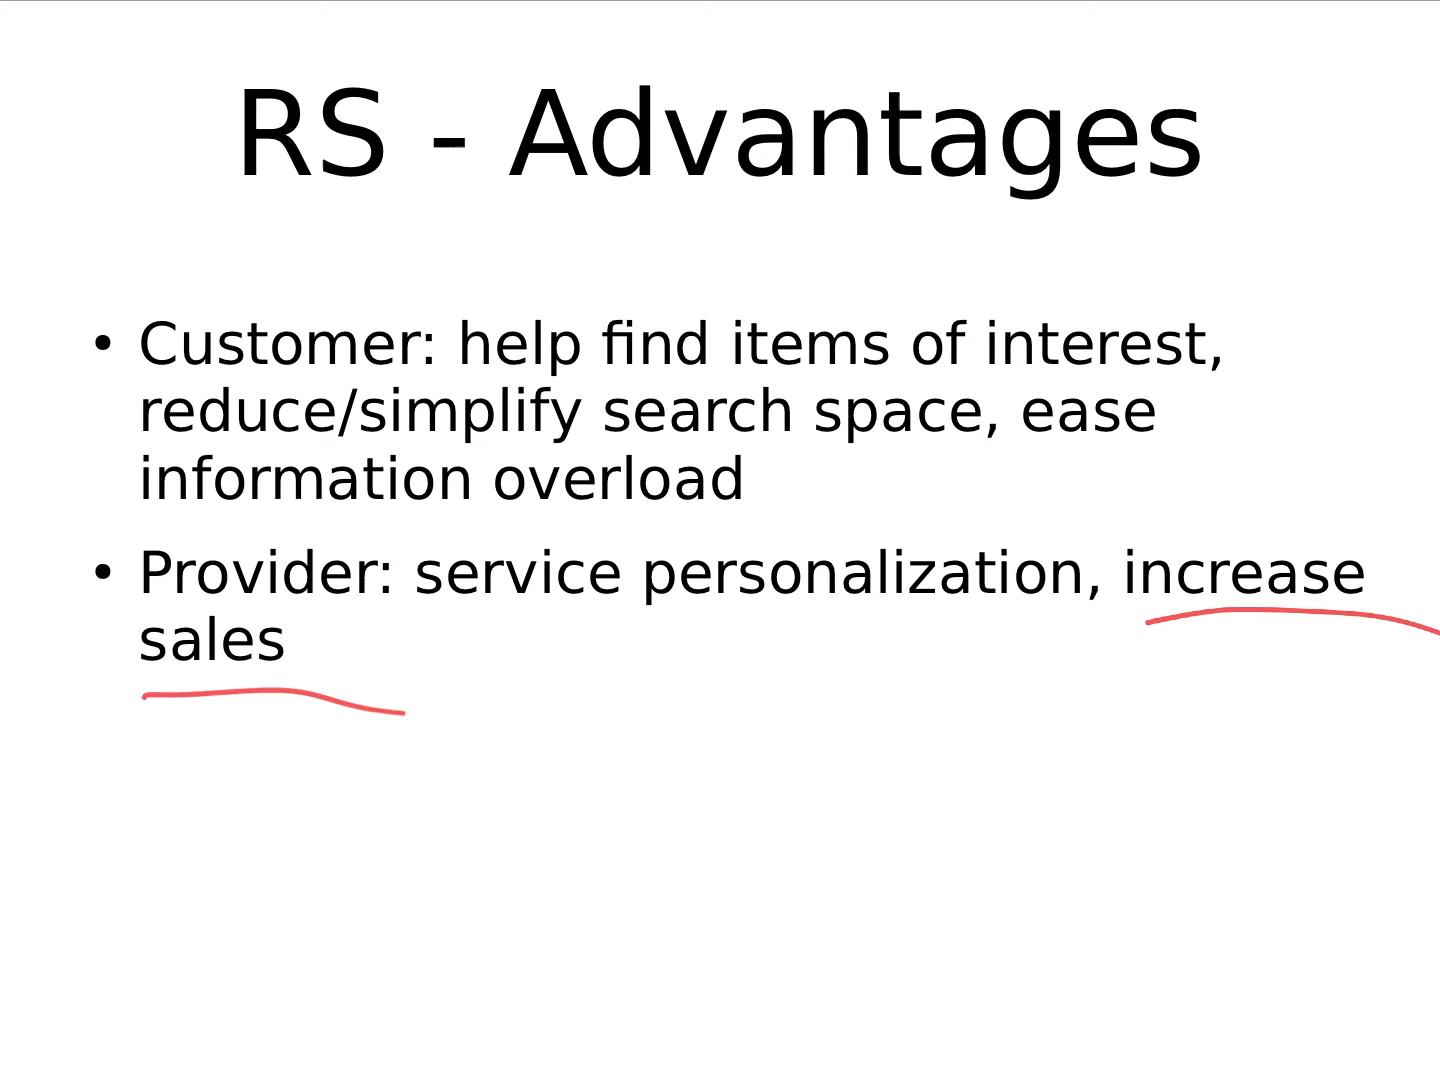 RS - Advantages
• Customer: help find items of interest,
reduce/simplify search space, ease
information overload
• Provider: service personalization, increase
sales